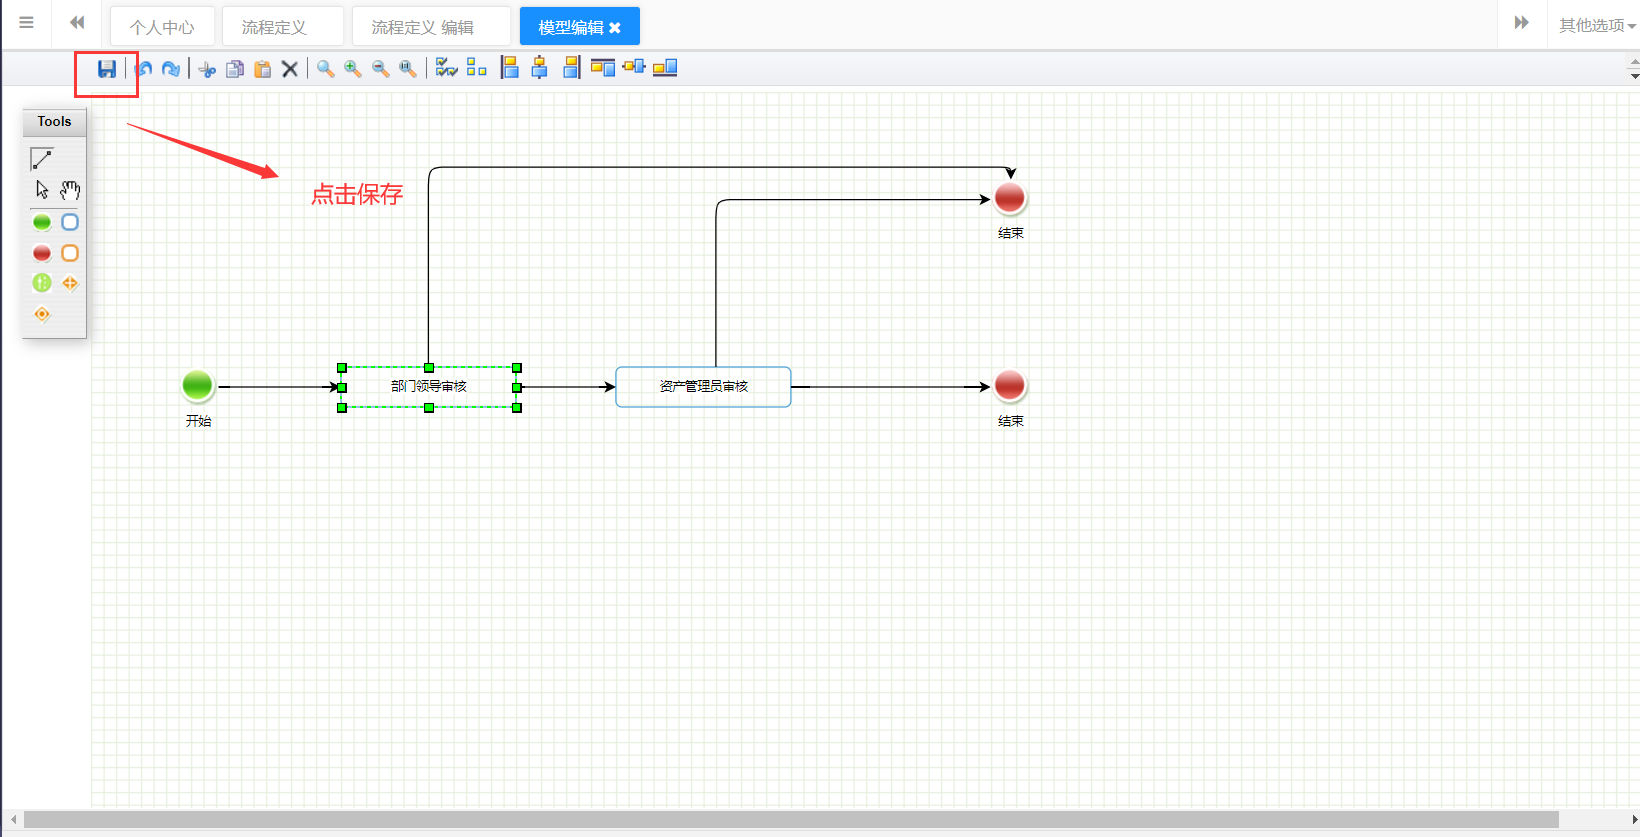 个人中心
流程定义
流程定义 编辑
模型编辑
其他选项
Tools
点击保存
结束
部门领导审核
资产管理员审核
开始
结束